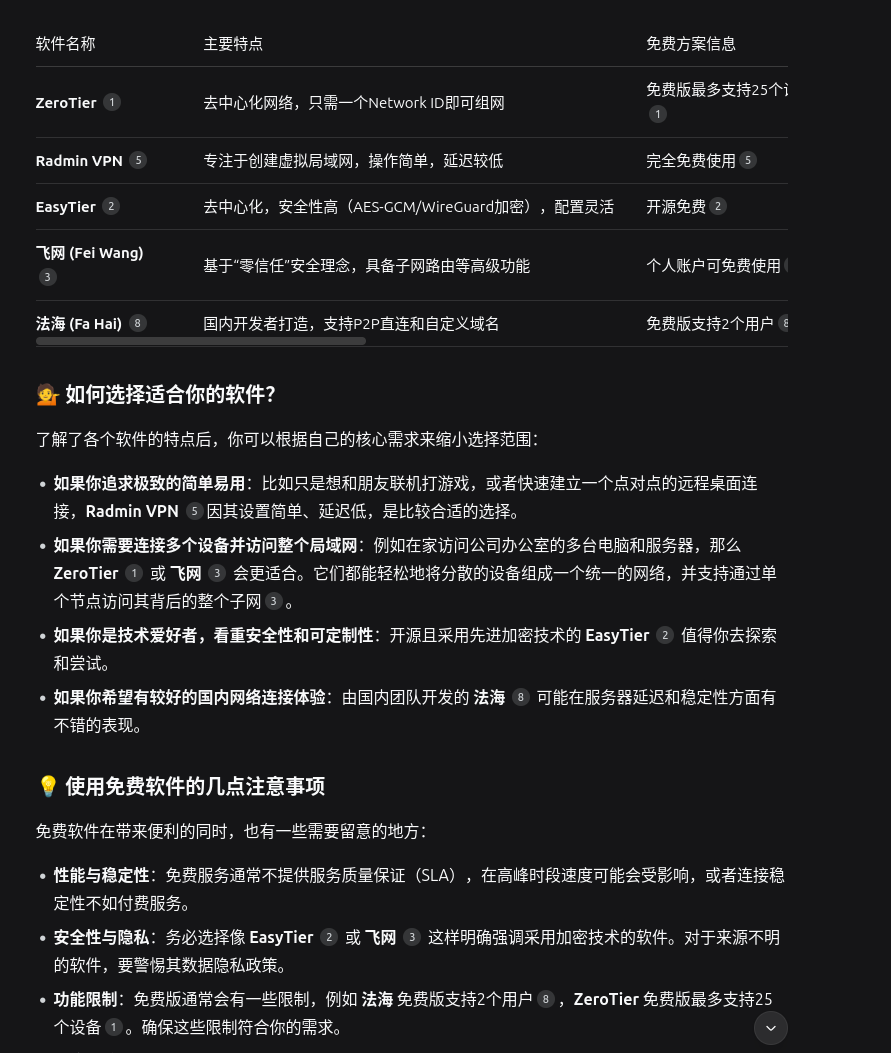 软件名称 主要特点 免费方案信息
免费版最多支持25个
ZeroTier 1 去中心化网络，只需一个Network ID即可组网
1
Radmin VPN 5 专注于创建虚拟局域网，操作简单，延迟较低 完全免费使用 5
EasyTier 2 去中心化，安全性高（AES-GCM/WireGuard加密），配置灵活 开源免费 2
飞网 (Fei Wang)
3 基于“零信任”安全理念，具备子网路由等高级功能 个人账户可免费使用
法海 (Fa Hai) 8 国内开发者打造，支持P2P直连和自定义域名 免费版支持2个用户 8
💁 如何选择适合你的软件？
了解了各个软件的特点后，你可以根据自己的核心需求来缩小选择范围：
• 如果你追求极致的简单易用：比如只是想和朋友联机打游戏，或者快速建立一个点对点的远程桌面连
接，Radmin VPN 5 因其设置简单、延迟低，是比较合适的选择。
• 如果你需要连接多个设备并访问整个局域网：例如在家访问公司办公室的多台电脑和服务器，那么
ZeroTier 1 或 飞网 3 会更适合。它们都能轻松地将分散的设备组成一个统一的网络，并支持通过单
个节点访问其背后的整个子网 3 。
• 如果你是技术爱好者，看重安全性和可定制性：开源且采用先进加密技术的 EasyTier 2 值得你去探索
和尝试。
• 如果你希望有较好的国内网络连接体验：由国内团队开发的 法海 8 可能在服务器延迟和稳定性方面有
不错的表现。
💡 使用免费软件的几点注意事项
免费软件在带来便利的同时，也有一些需要留意的地方：
• 性能与稳定性：免费服务通常不提供服务质量保证（SLA），在高峰时段速度可能会受影响，或者连接稳
定性不如付费服务。
• 安全性与隐私：务必选择像 EasyTier 2 或 飞网 3 这样明确强调采用加密技术的软件。对于来源不明
的软件，要警惕其数据隐私政策。
• 功能限制：免费版通常会有一些限制，例如 法海 免费版支持2个用户 8 ，ZeroTier 免费版最多支持25
个设备 1 。确保这些限制符合你的需求。